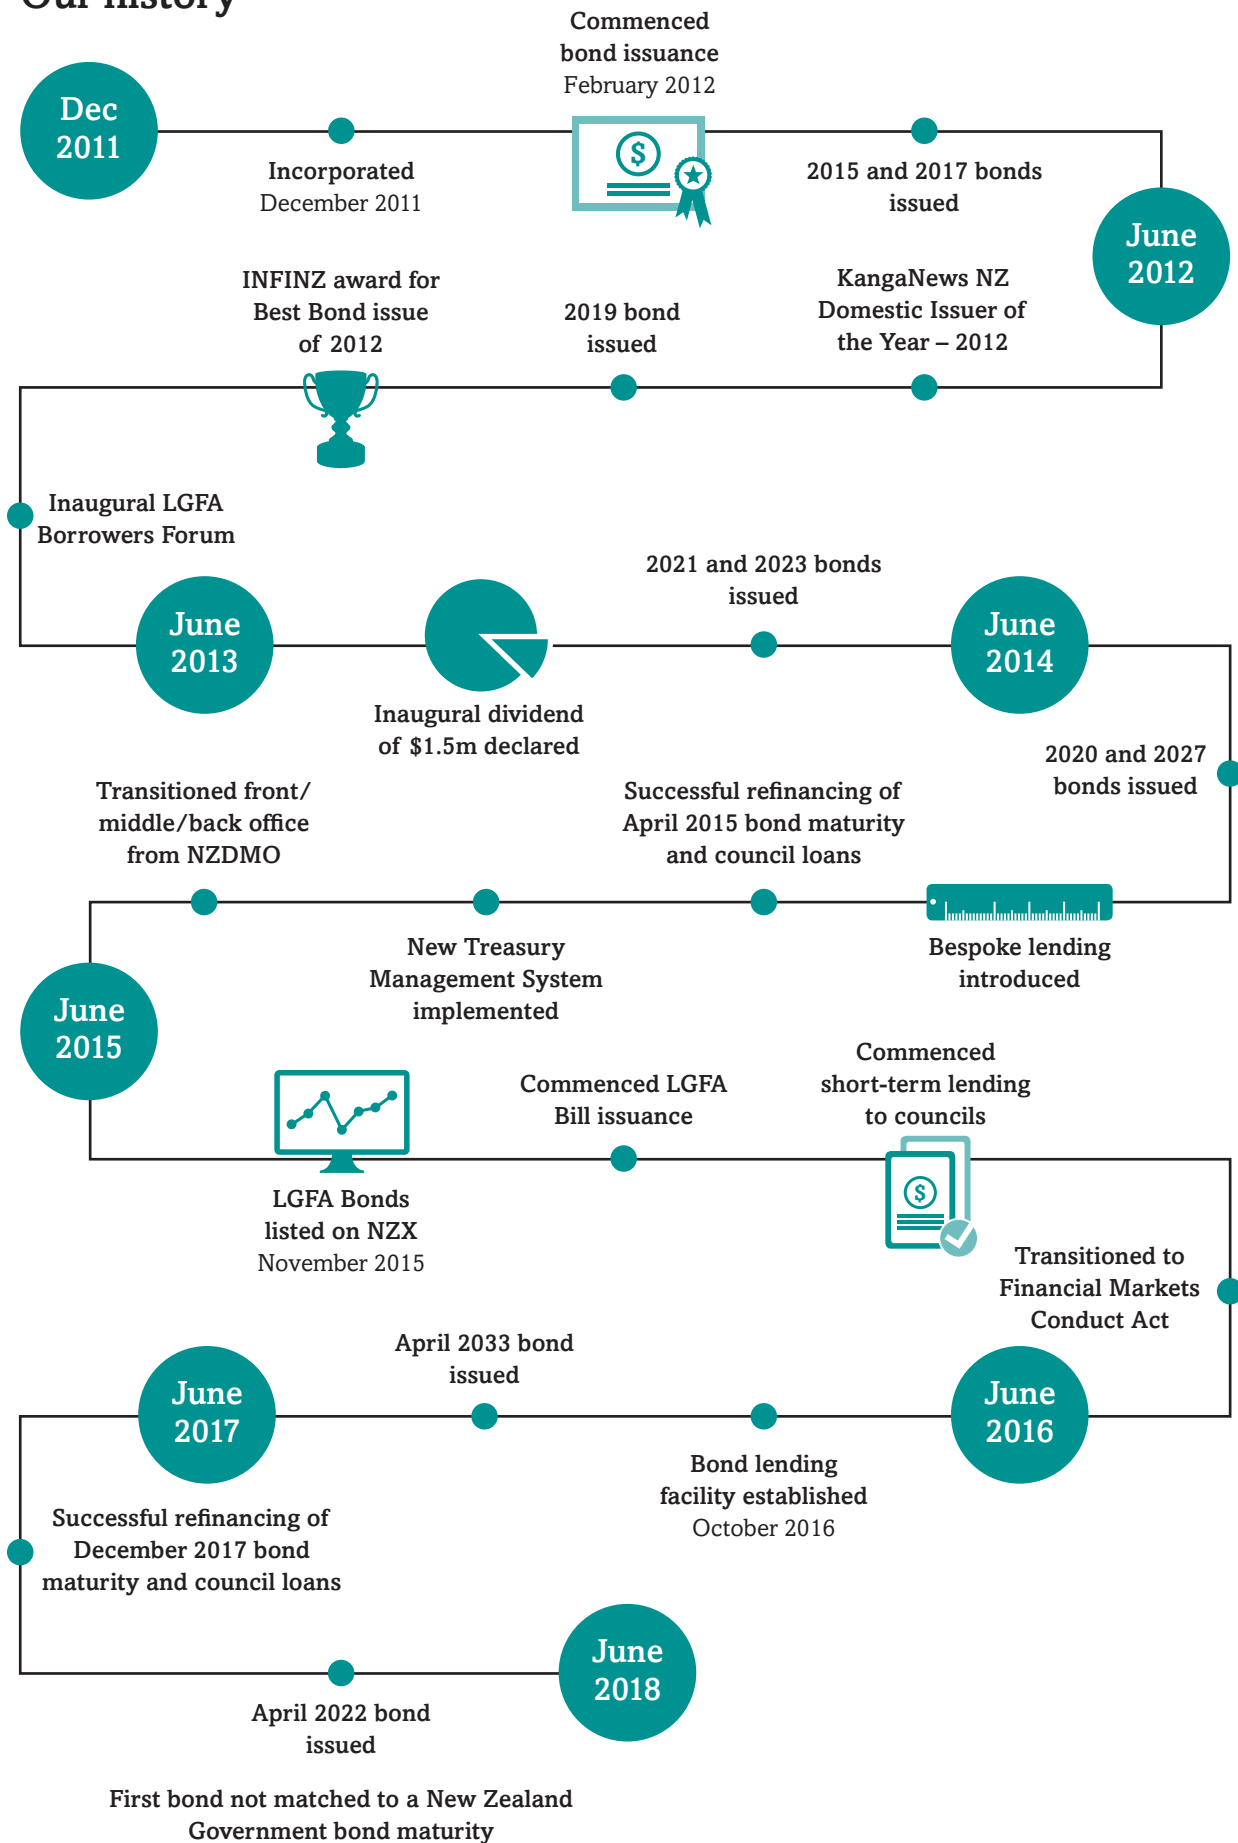 Our history
Commenced
bond issuance
February 2012
Dec
2011
Incorporated
December 2011
$
2015 and 2017 bonds
issued
June
2012
KangaNews NZ
Domestic Issuer of
the Year – 2012
2019 bond
issued
INFINZ award for
Best Bond issue
of 2012
Inaugural LGFA
Borrowers Forum
June
2013
Inaugural dividend
of $1.5m declared
2021 and 2023 bonds
issued
June
2014
2020 and 2027
bonds issued
Bespoke lending
introduced
Successful refinancing of
April 2015 bond maturity
and council loans
New Treasury
Management System
implemented
Transitioned front/
middle/back office
from NZDMO
June
2015
LGFA Bonds
listed on NZX
November 2015
Commenced LGFA
Bill issuance
Commenced
short-term lending
to councils
$
Transitioned to
Financial Markets
Conduct Act
June
2016
Bond lending
facility established
October 2016
April 2033 bond
issued
June
2017
Successful refinancing of
December 2017 bond
maturity and council loans
April 2022 bond
issued
First bond not matched to a New Zealand
Government bond maturity
June
2018